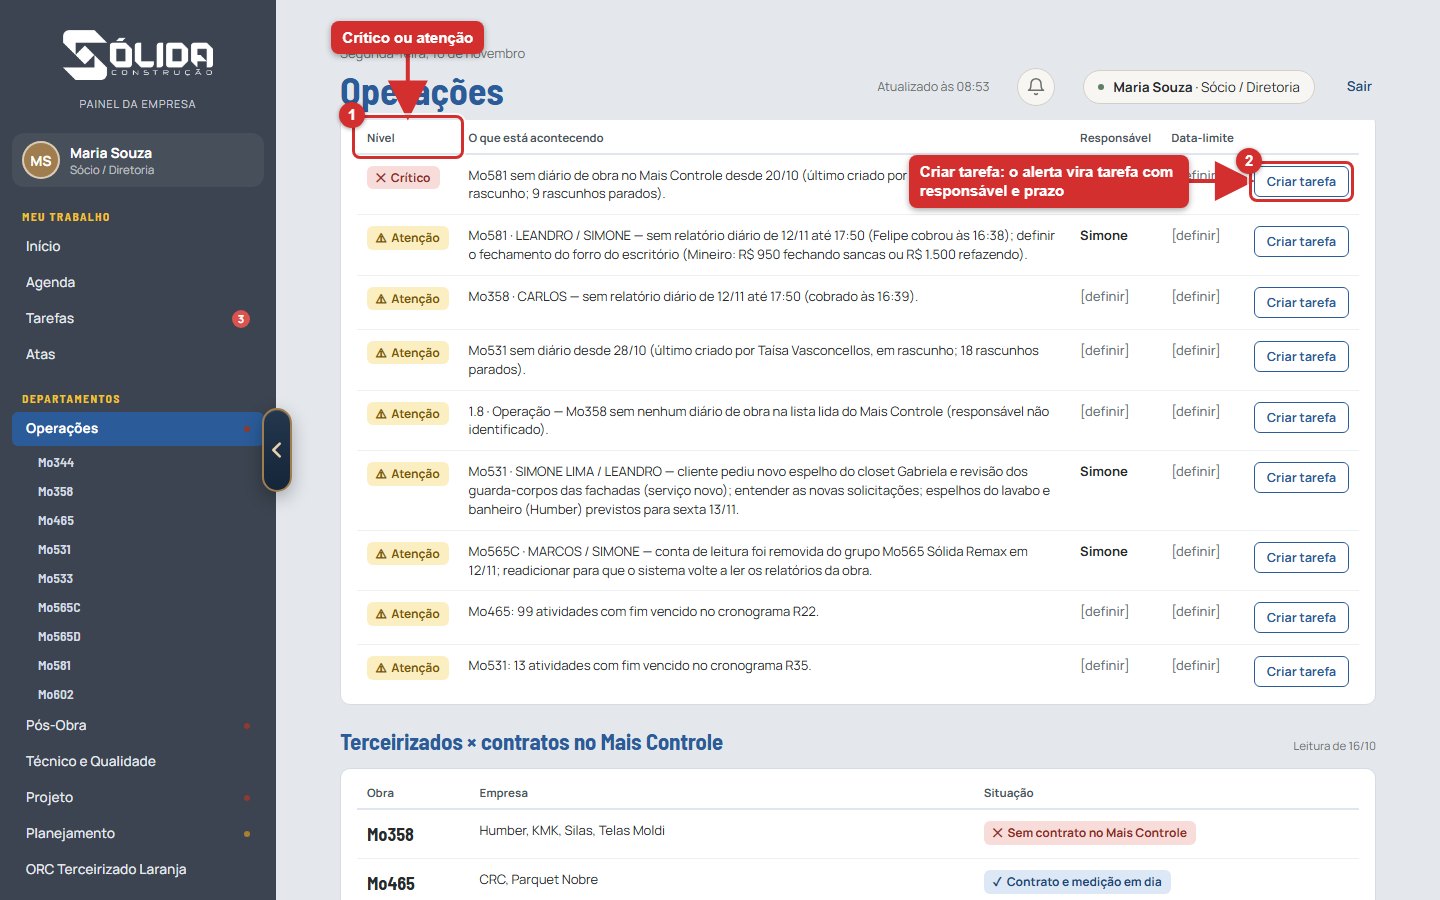 SÓLIDA
CONSTRUÇÃO
PAINEL DA EMPRESA
MS
Maria Souza
Sócio / Diretoria
MEU TRABALHO
Início
Agenda
Tarefas
3
Atas
DEPARTAMENTOS
Operações
Mo344
Mo358
Mo465
Mo531
Mo533
Mo565C
Mo565D
Mo581
Mo602
Pós-Obra
Técnico e Qualidade
Projeto
Planejamento
ORC Terceirizado Laranja
Crítico ou atenção
novembro
Operações
Atualizado às 08:53
Maria Souza · Sócio / Diretoria
Sair
1
Nível
O que está acontecendo
Responsável
Data-limite
Crítico
Mo581 sem diário de obra no Mais Controle desde 20/10 (último criado por
rascunho; 9 rascunhos parados).
Criar tarefa: o alerta vira tarefa com
responsável e prazo
2
Criar tarefa
Atenção
Mo581 · LEANDRO / SIMONE — sem relatório diário de 12/11 até 17:50 (Felipe cobrou às 16:38); definir
o fechamento do forro do escritório (Mineiro: R$ 950 fechando sancas ou R$ 1.500 refazendo).
Simone
[definir]
Criar tarefa
Atenção
Mo358 · CARLOS — sem relatório diário de 12/11 até 17:50 (cobrado às 16:39).
[definir]
[definir]
Criar tarefa
Atenção
Mo531 sem diário desde 28/10 (último criado por Taísa Vasconcellos, em rascunho; 18 rascunhos
parados).
[definir]
[definir]
Criar tarefa
Atenção
1.8 · Operação — Mo358 sem nenhum diário de obra na lista lida do Mais Controle (responsável não
identificado).
[definir]
[definir]
Criar tarefa
Atenção
Mo531 · SIMONE LIMA / LEANDRO — cliente pediu novo espelho do closet Gabriela e revisão dos
guarda-corpos das fachadas (serviço novo); entender as novas solicitações; espelhos do lavabo e
banheiro (Humber) previstos para sexta 13/11.
Simone
[definir]
Criar tarefa
Atenção
Mo565C · MARCOS / SIMONE — conta de leitura foi removida do grupo Mo565 Sólida Remax em
12/11; readicionar para que o sistema volte a ler os relatórios da obra.
Simone
[definir]
Criar tarefa
Atenção
Mo465: 99 atividades com fim vencido no cronograma R22.
[definir]
[definir]
Criar tarefa
Atenção
Mo531: 13 atividades com fim vencido no cronograma R35.
[definir]
[definir]
Criar tarefa
Terceirizados × contratos no Mais Controle
Leitura de 16/10
Obra
Empresa
Situação
Mo358
Humber, KMK, Silas, Telas Moldi
Sem contrato no Mais Controle
Mo465
CRC, Parquet Nobre
Contrato e medição em dia